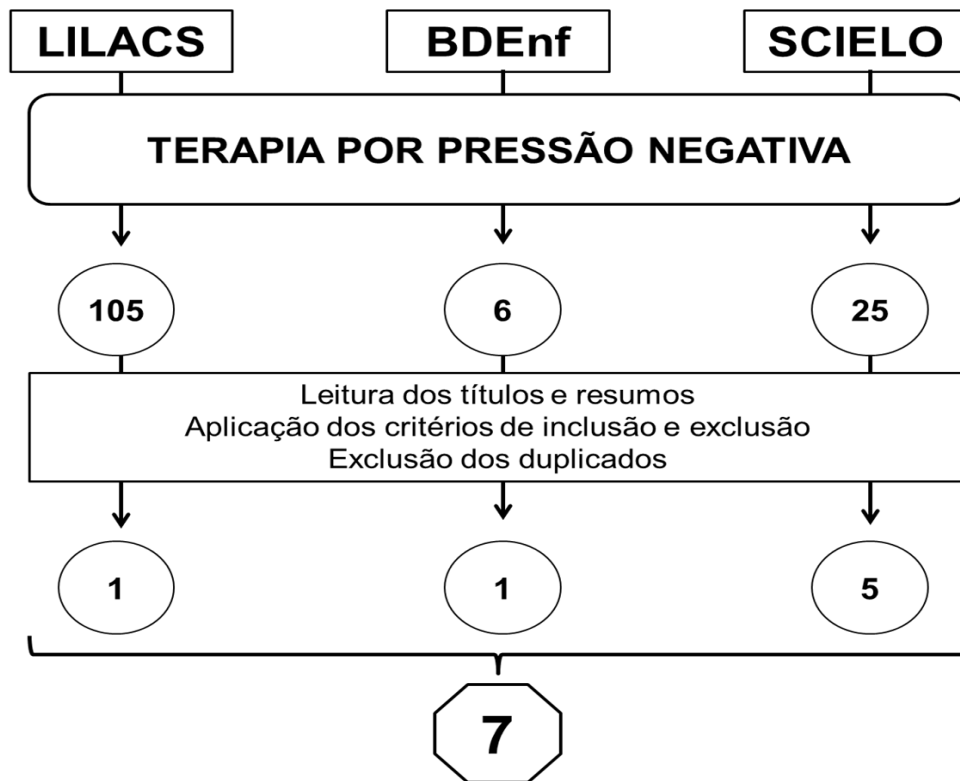 LILACS
BDEnf
SCIELO
TERAPIA POR PRESSÃO NEGATIVA
105
6
25
Leitura dos títulos e resumos
Aplicação dos critérios de inclusão e exclusão
Exclusão dos duplicados
1
1
5
7